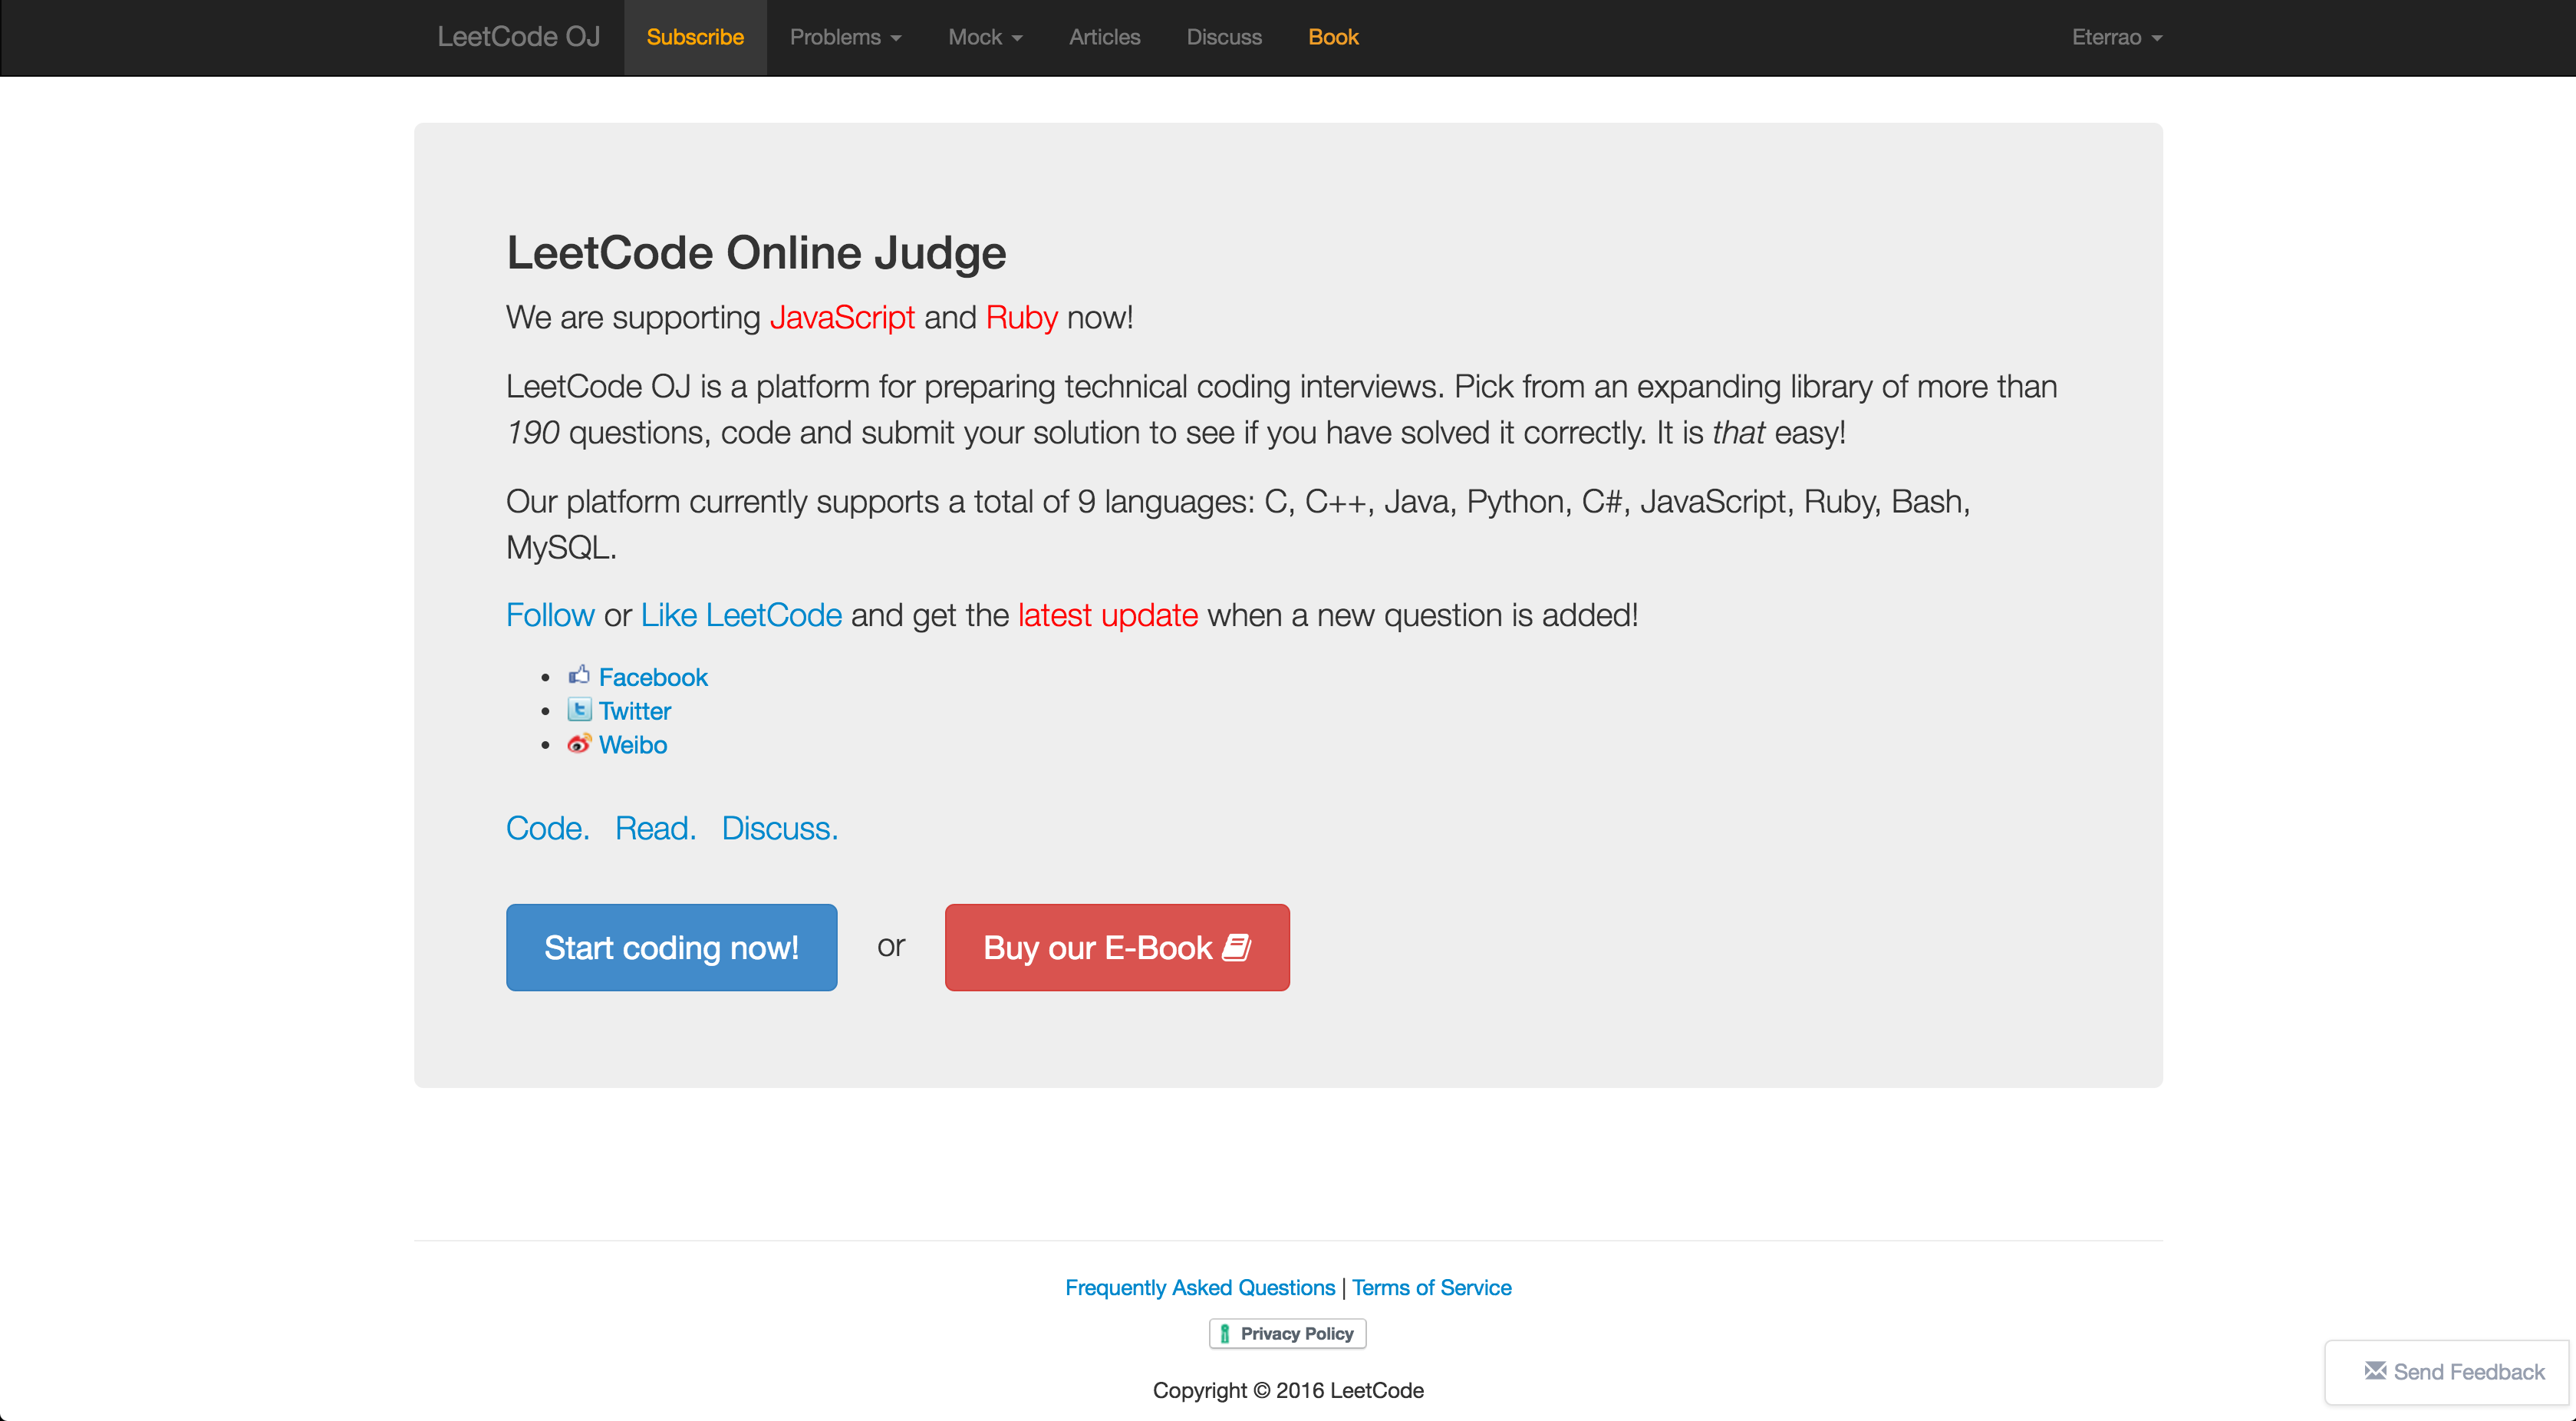 LeetCode OJ Subscribe Problems Mock Articles Discuss Book Eterrao
LeetCode Online Judge
We are supporting JavaScript and Ruby now!
LeetCode OJ is a platform for preparing technical coding interviews. Pick from an expanding library of more than
190 questions, code and submit your solution to see if you have solved it correctly. It is that easy!
Our platform currently supports a total of 9 languages: C, C++, Java, Python, C#, JavaScript, Ruby, Bash,
MySQL.
Follow or Like LeetCode and get the latest update when a new question is added!
Facebook
Twitter
Weibo
Code. Read. Discuss.
Start coding now! or Buy our E-Book
Frequently Asked Questions | Terms of Service
Privacy Policy
Send Feedback
Copyright © 2016 LeetCode